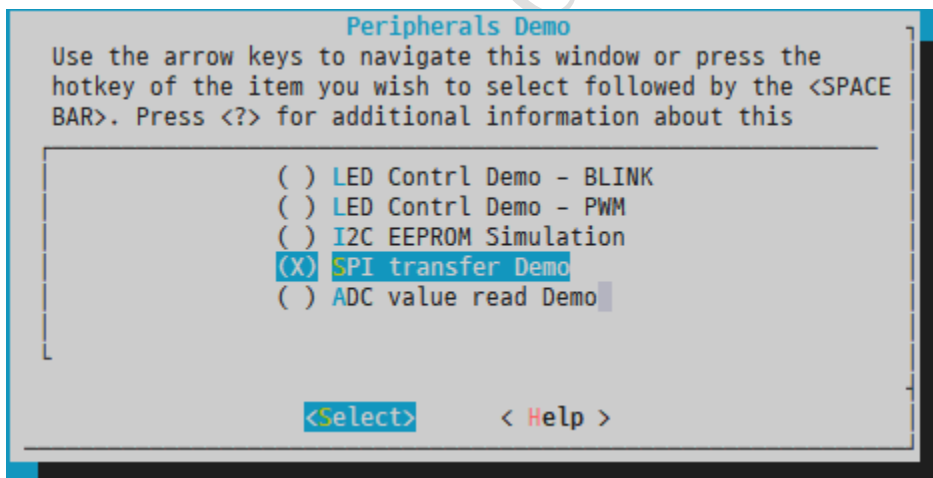 Peripherals Demo
Use the arrow keys to navigate this window or press the
hotkey of the item you wish to select followed by the <SPACE
BAR>. Press <?> for additional information about this
( ) LED Contrl Demo – BLINK
( ) LED Contrl Demo – PWM
( ) I2C EEPROM Simulation
(X) SPI transfer Demo
( ) ADC value read Demo
<Select> < Help >